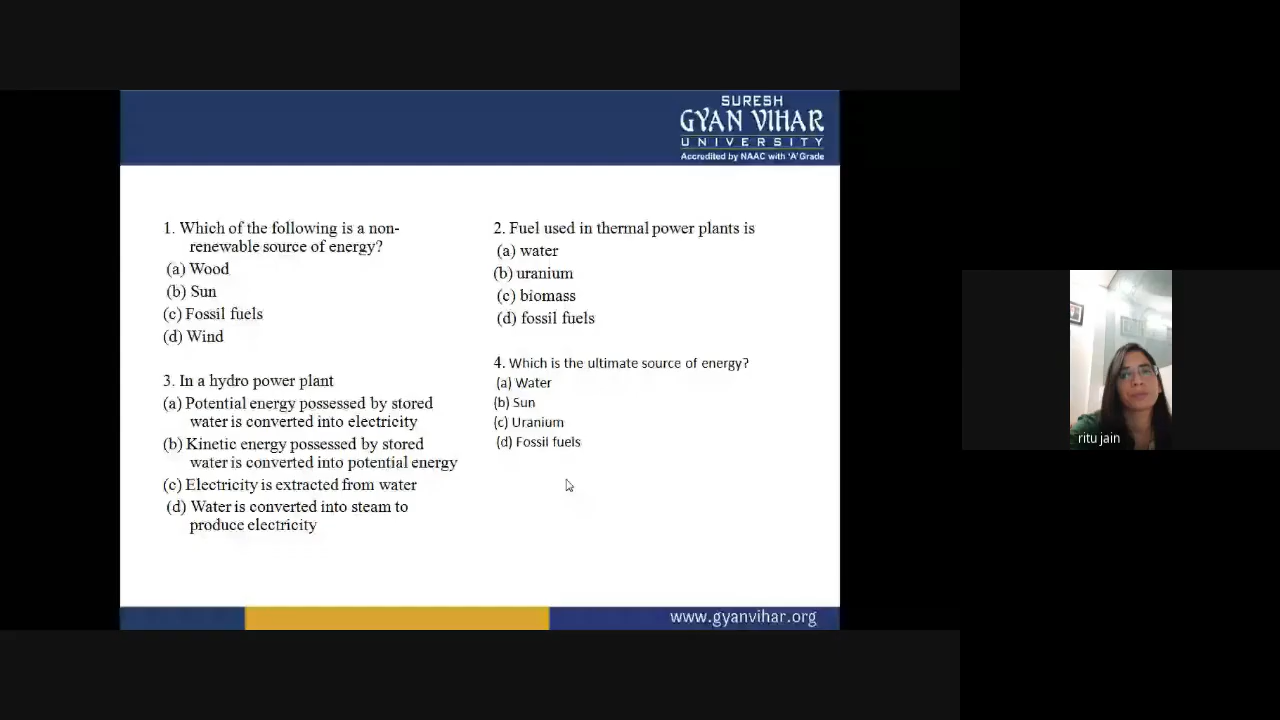 SURESH
GYAN VIHAR
UNIVERSITY
Accredited by NAAC with 'A' Grade
1. Which of the following is a non-
renewable source of energy?
(a) Wood
(b) Sun
(c) Fossil fuels
(d) Wind
3. In a hydro power plant
(a) Potential energy possessed by stored
water is converted into electricity
(b) Kinetic energy possessed by stored
water is converted into potential energy
(c) Electricity is extracted from water
(d) Water is converted into steam to
produce electricity
2. Fuel used in thermal power plants is
(a) water
(b) uranium
(c) biomass
(d) fossil fuels
4. Which is the ultimate source of energy?
(a) Water
(b) Sun
(c) Uranium
(d) Fossil fuels
www.gyanvihar.org
ritu jain